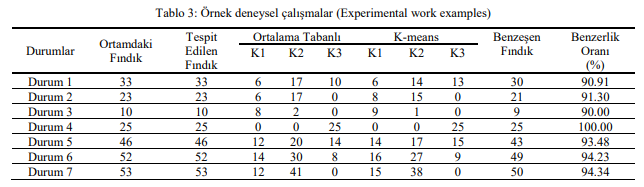 Tablo 3: Örnek deneysel çalışmalar (Experimental work examples)
Durumlar Ortamdaki Fındık Tespit Edilen Fındık Ortalama Tabanlı K-means Benzeşen Fındık Benzerlik Oranı (%)
K1 K2 K3 K1 K2 K3
Durum 1 33 33 6 17 10 6 14 13 30 90.91
Durum 2 23 23 6 17 0 8 15 0 21 91.30
Durum 3 10 10 8 2 0 9 1 0 9 90.00
Durum 4 25 25 0 0 25 0 0 25 25 100.00
Durum 5 46 46 12 20 14 14 17 15 43 93.48
Durum 6 52 52 14 30 8 16 27 9 49 94.23
Durum 7 53 53 12 41 0 15 38 0 50 94.34